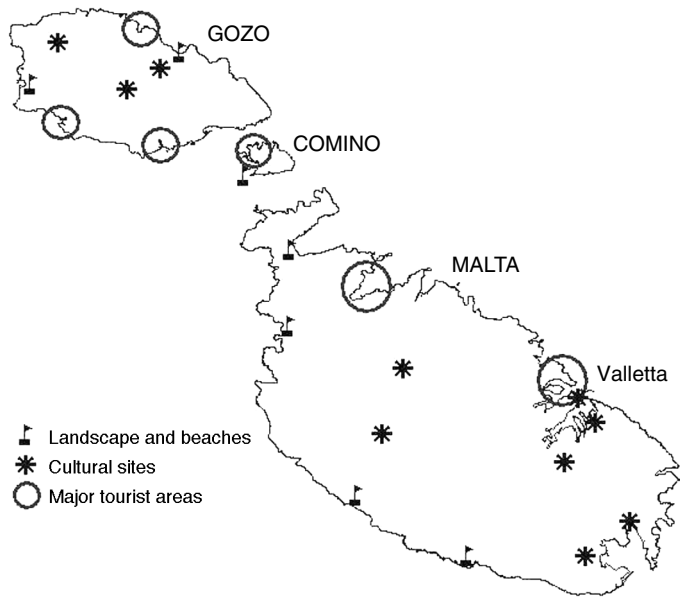 GOZO
COMINO
MALTA
Valletta
Landscape and beaches
Cultural sites
Major tourist areas